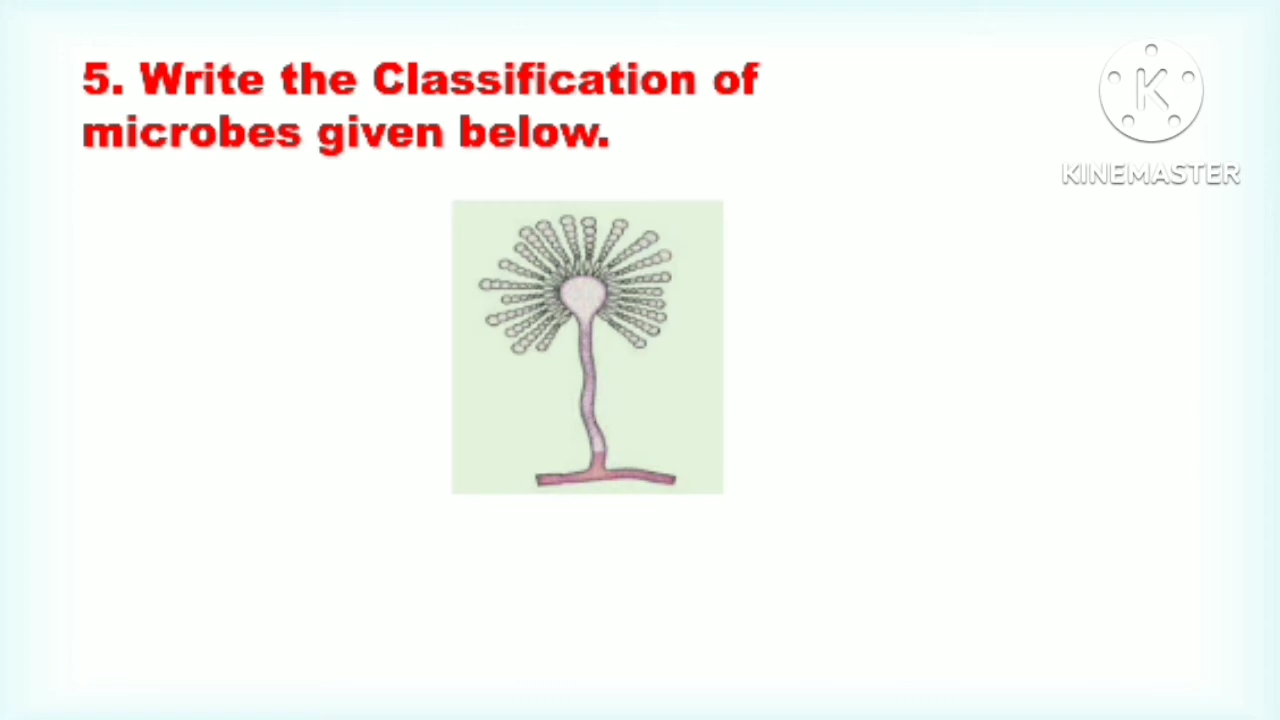 5. Write the Classification of
microbes given below.
K
KINEMASTER